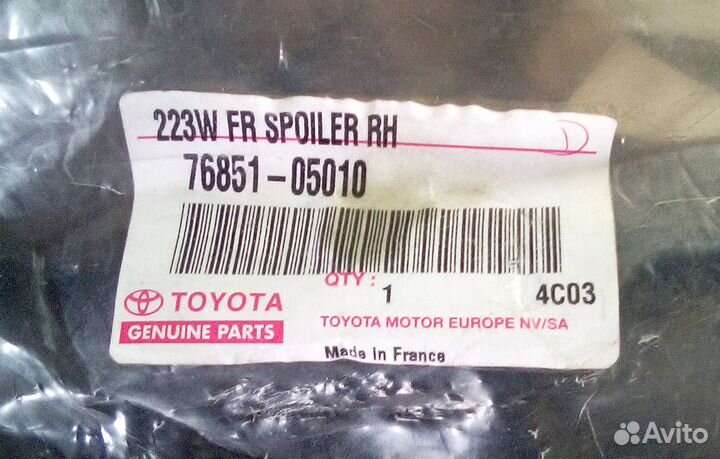 223W FR SPOILER RH
76851-05010
QTY : 1 4C03
TOYOTA
GENUINE PARTS
TOYOTA MOTOR EUROPE NV/SA
Made in France
Avito